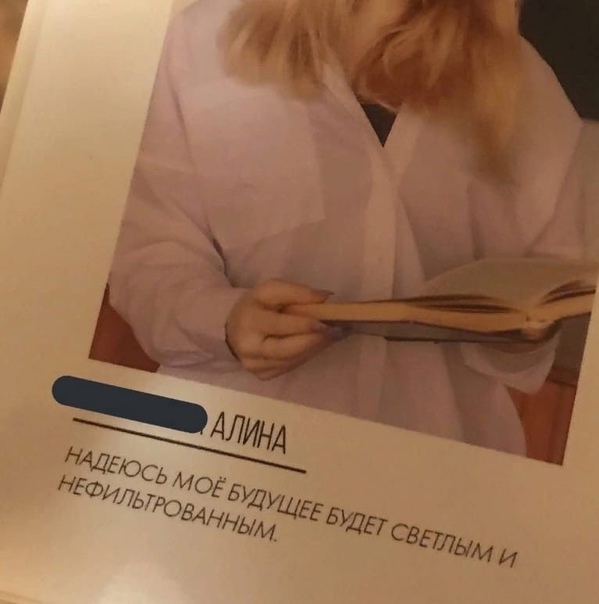 АЛИНА
НАДЕЮСЬ МОЁ БУДУЩЕЕ БУДЕТ СВЕТЛЫМ И
НЕФИЛЬТРОВАННЫМ.